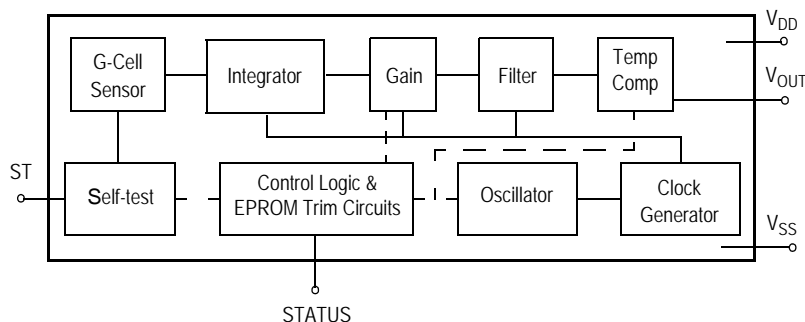 V_DD
G-Cell
Sensor
Integrator
Gain
Filter
Temp
Comp
V_OUT
ST
Self-test
Control Logic &
EPROM Trim Circuits
Oscillator
Clock
Generator
V_SS
STATUS